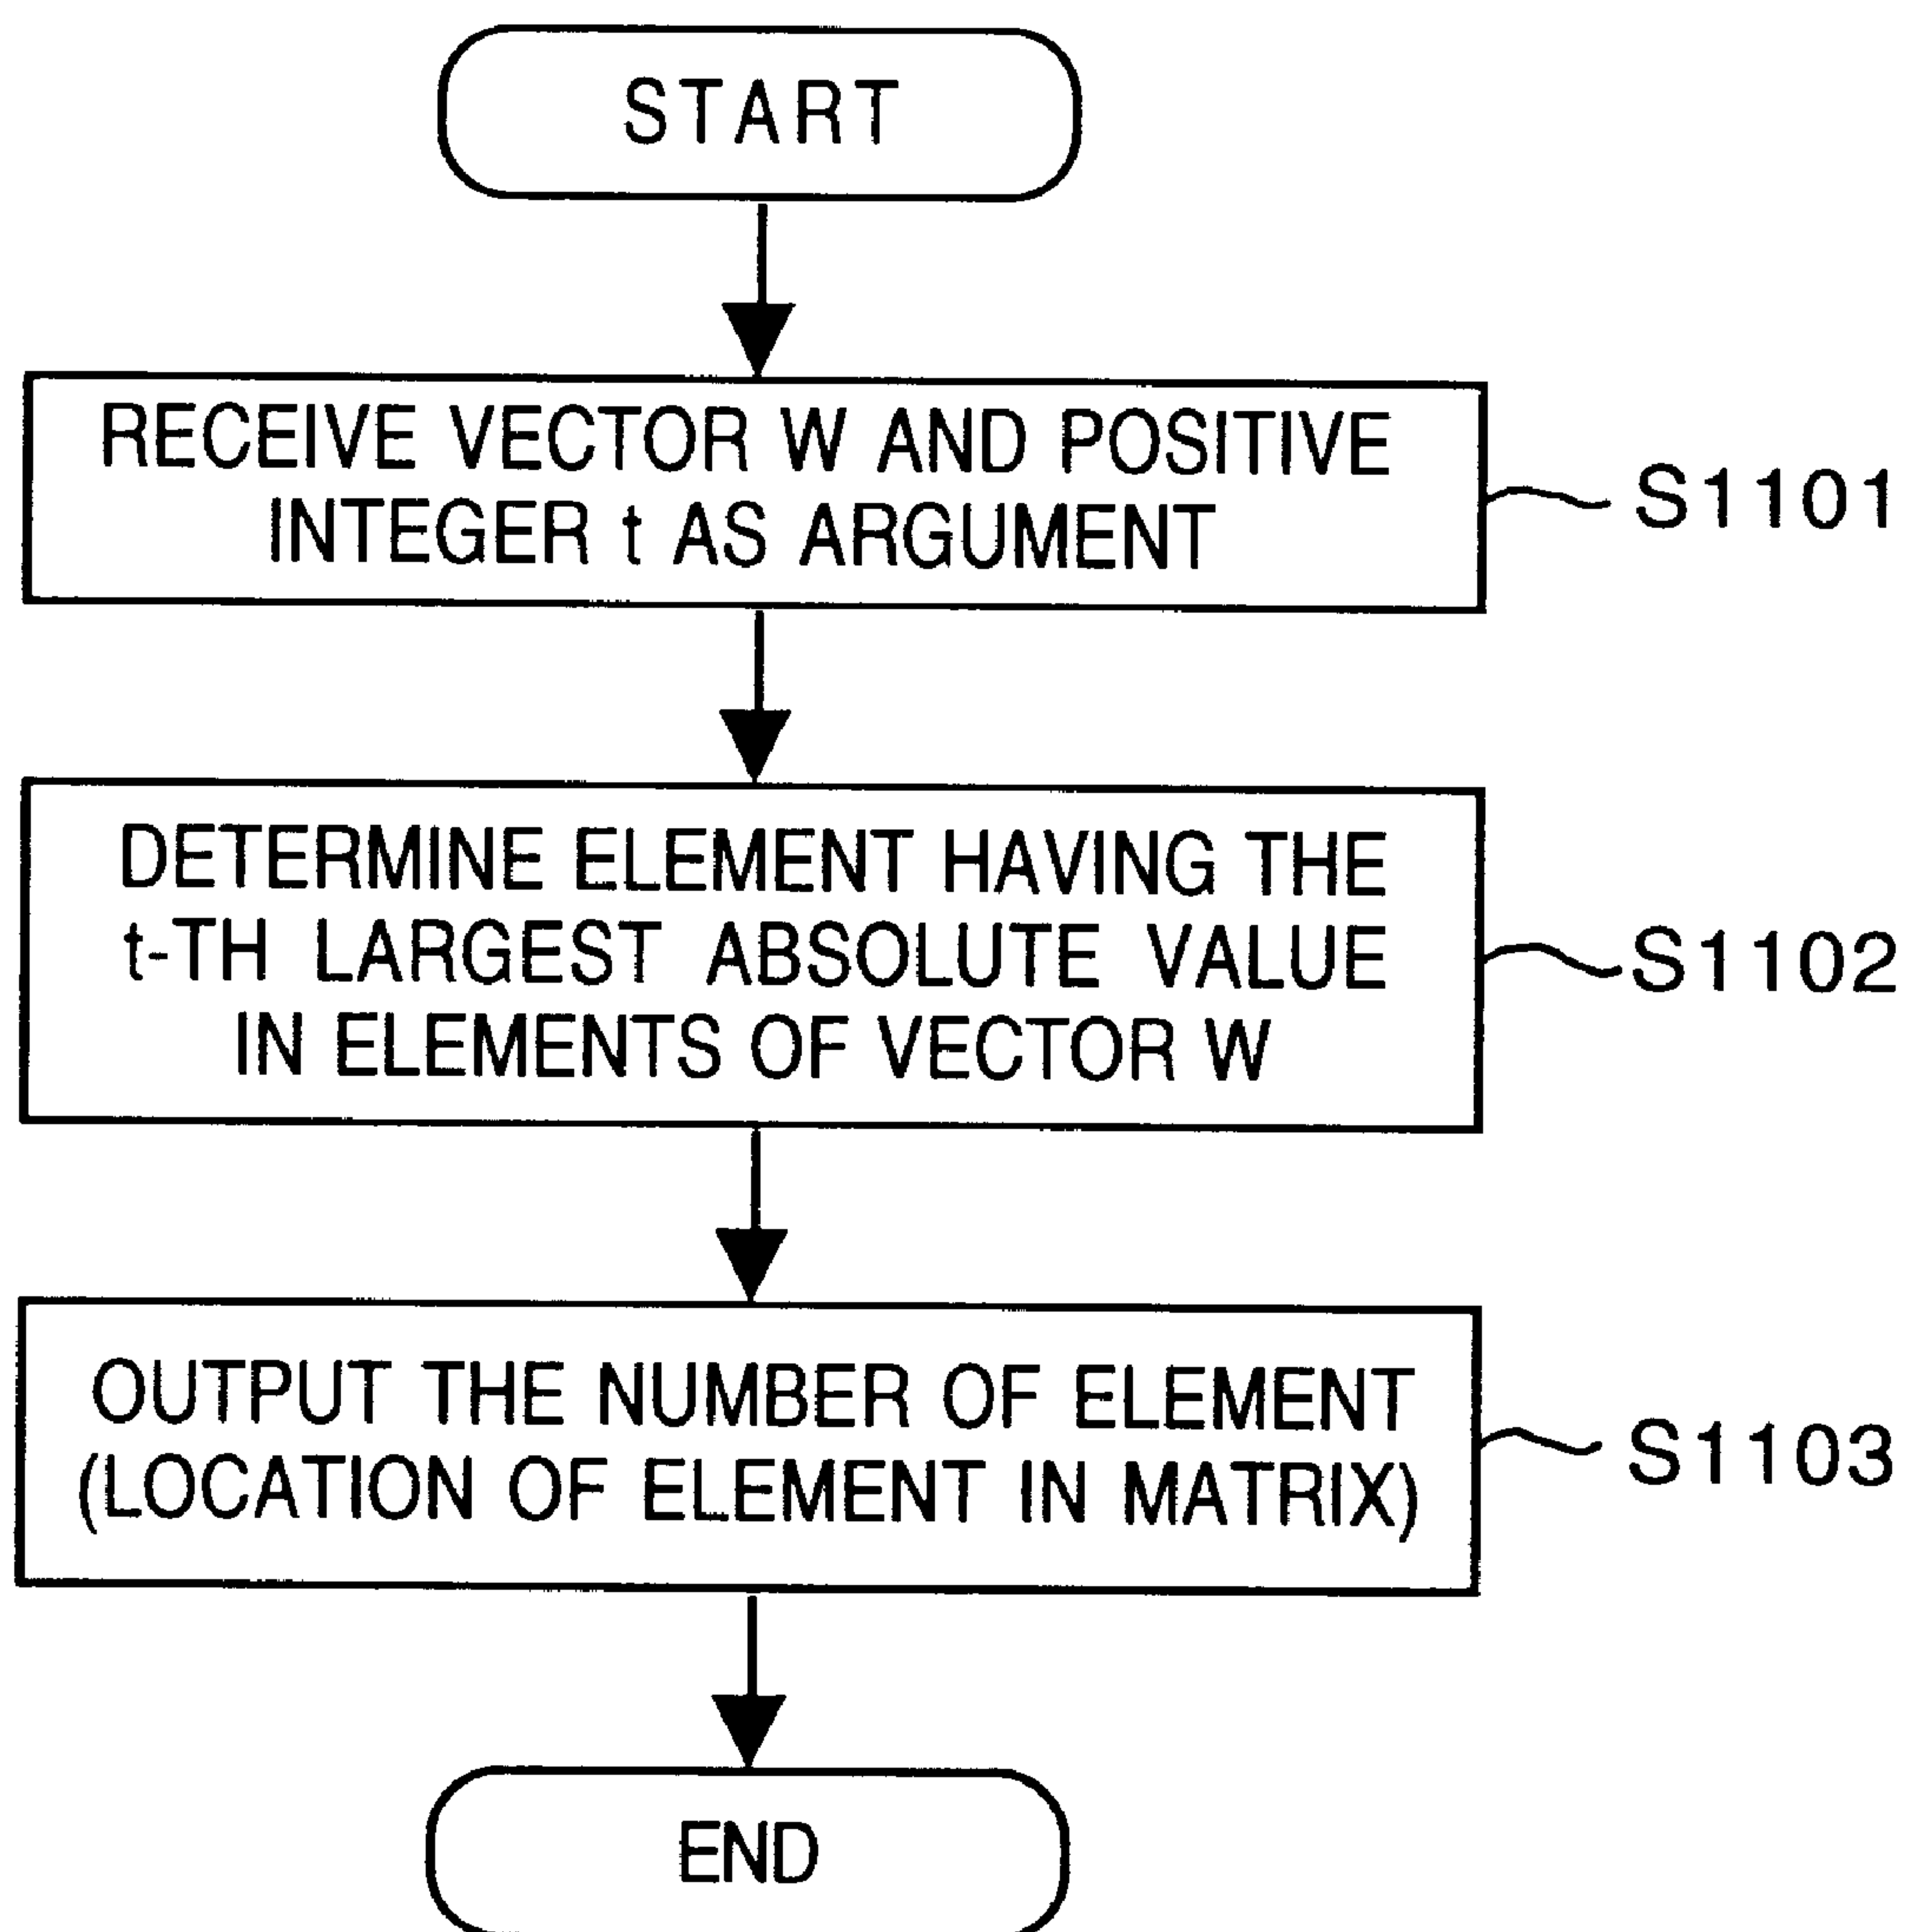 START
RECEIVE VECTOR W AND POSITIVE
INTEGER t AS ARGUMENT
S1101
DETERMINE ELEMENT HAVING THE
t-TH LARGEST ABSOLUTE VALUE
IN ELEMENTS OF VECTOR W
S1102
OUTPUT THE NUMBER OF ELEMENT
(LOCATION OF ELEMENT IN MATRIX)
S1103
END